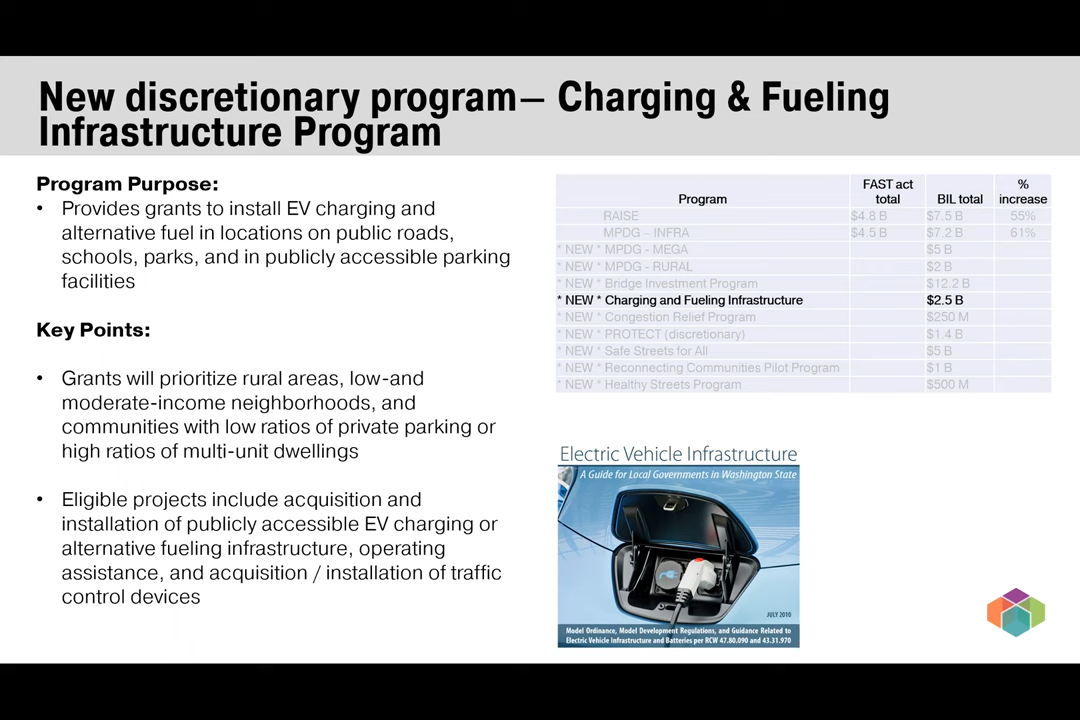 New discretionary program– Charging & Fueling
Infrastructure Program
Program Purpose:
• Provides grants to install EV charging and
alternative fuel in locations on public roads,
schools, parks, and in publicly accessible parking
facilities
Key Points:
• Grants will prioritize rural areas, low-and
moderate-income neighborhoods, and
communities with low ratios of private parking or
high ratios of multi-unit dwellings
• Eligible projects include acquisition and
installation of publicly accessible EV charging or
alternative fueling infrastructure, operating
assistance, and acquisition / installation of traffic
control devices
Program FAST act total BIL total % increase
RAISE $4.8 B $7.5 B 55%
MPDG – INFRA $4.5 B $7.2 B 61%
* NEW * MPDG - MEGA $5 B
* NEW * MPDG - RURAL $2 B
* NEW * Bridge Investment Program $12.2 B
* NEW * Charging and Fueling Infrastructure $2.5 B
* NEW * Congestion Relief Program $250 M
* NEW * PROTECT (discretionary) $1.4 B
* NEW * Safe Streets for All $5 B
* NEW * Reconnecting Communities Pilot Program $1 B
* NEW * Healthy Streets Program $500 M
Electric Vehicle Infrastructure
A Guide for Local Governments in Washington State
JULY 2010
Model Ordinance, Model Development Regulations, and Guidance Related to
Electric Vehicle Infrastructure and Batteries per RCW 47.80.090 and 43.31.970